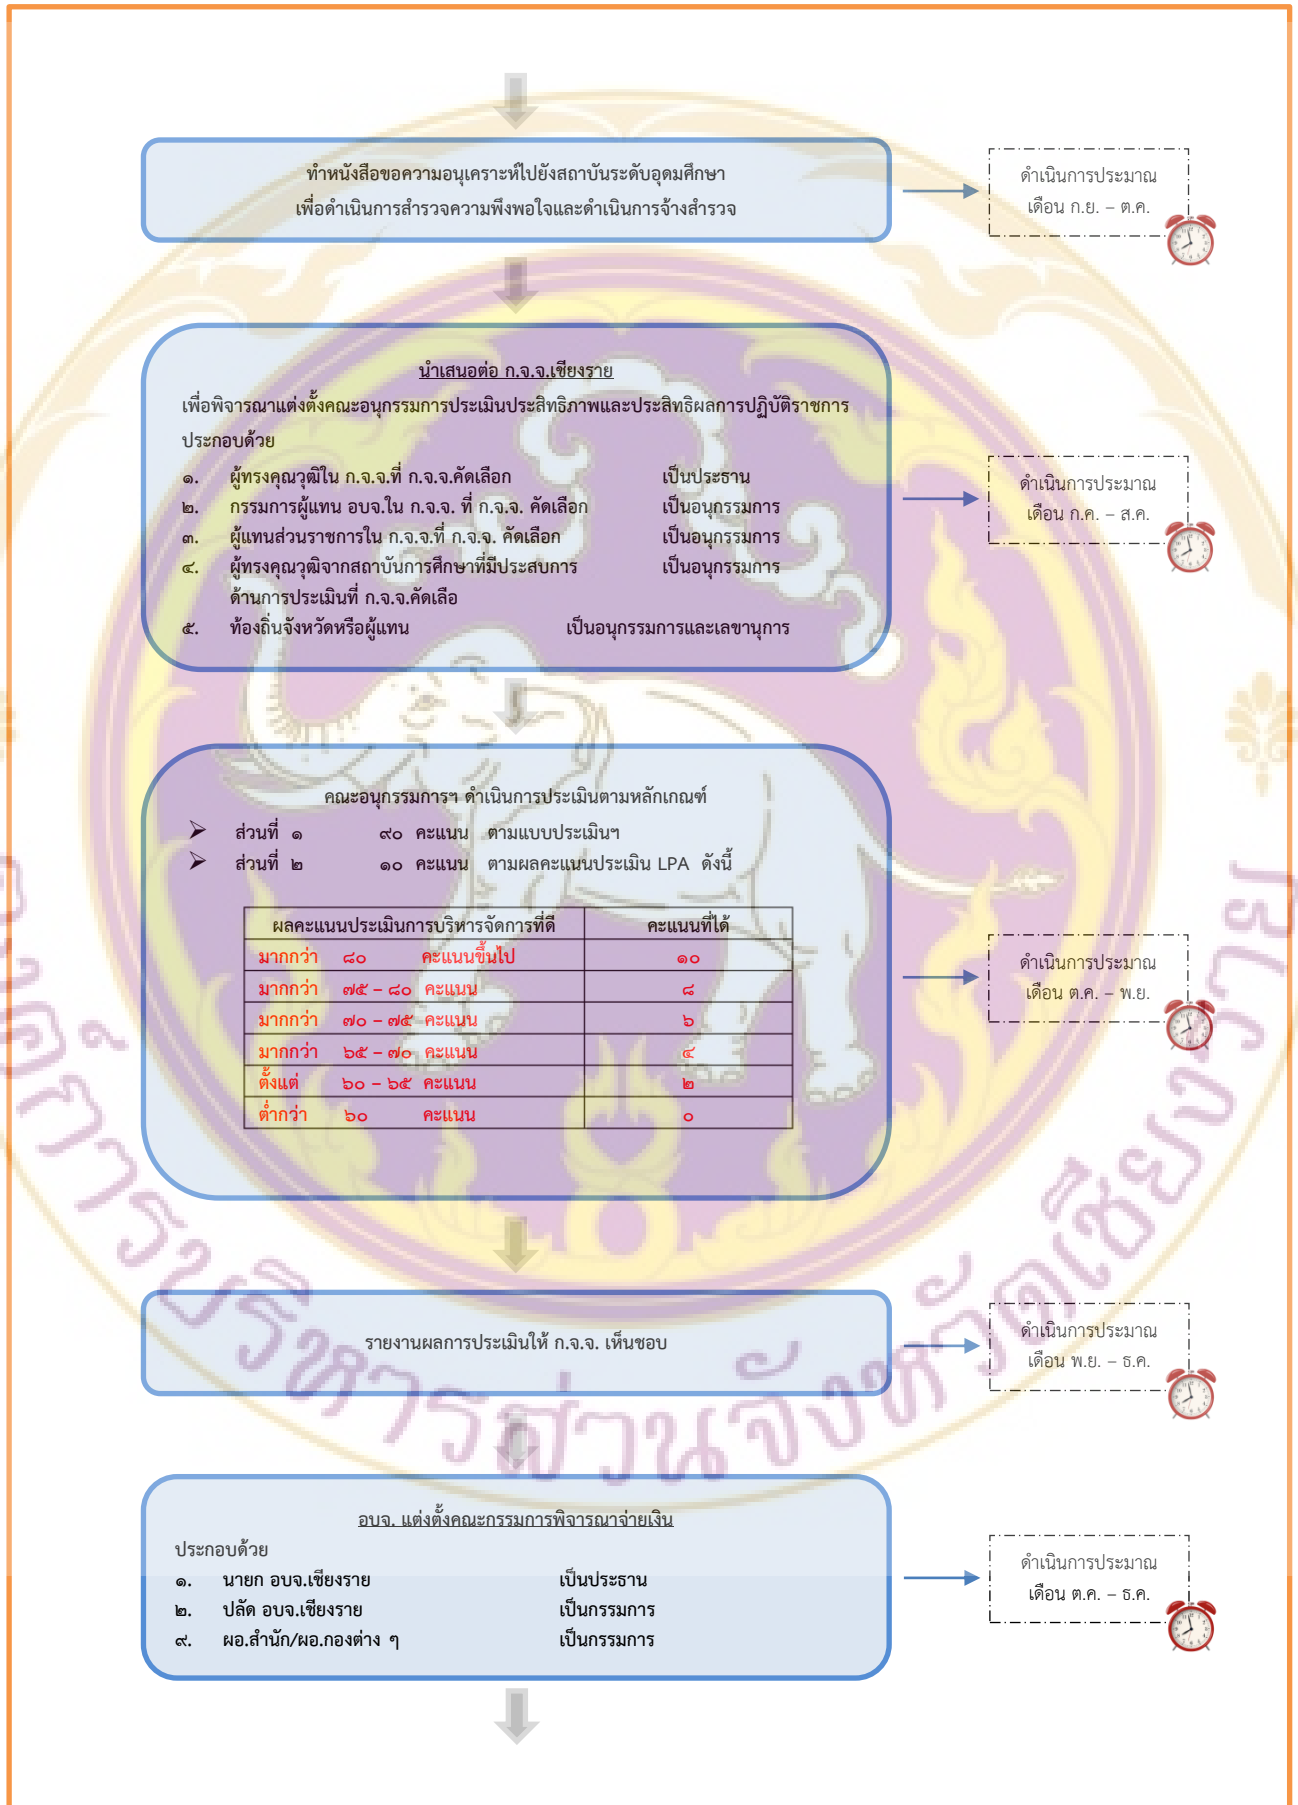 ทำหนังสือขอความอนุเคราะห์ไปยังสถาบันระดับอุดมศึกษา
เพื่อดำเนินการสำรวจความพึงพอใจและดำเนินการจ้างสำรวจ
ดำเนินการประมาณ
เดือน ก.ย. – ต.ค.
นำเสนอต่อ ก.จ.จ.เชียงราย
เพื่อพิจารณาแต่งตั้งคณะอนุกรรมการประเมินประสิทธิภาพและประสิทธิผลการปฏิบัติราชการ
ประกอบด้วย
๑. ผู้ทรงคุณวุฒิใน ก.จ.จ.ที่ ก.จ.จ.คัดเลือก เป็นประธาน
๒. กรรมการผู้แทน อบจ.ใน ก.จ.จ. ที่ ก.จ.จ. คัดเลือก เป็นอนุกรรมการ
๓. ผู้แทนส่วนราชการใน ก.จ.จ.ที่ ก.จ.จ. คัดเลือก เป็นอนุกรรมการ
๔. ผู้ทรงคุณวุฒิจากสถาบันการศึกษาที่มีประสบการ เป็นอนุกรรมการ
ด้านการประเมินที่ ก.จ.จ.คัดเลือ
๕. ท้องถิ่นจังหวัดหรือผู้แทน เป็นอนุกรรมการและเลขานุการ
ดำเนินการประมาณ
เดือน ก.ค. – ส.ค.
คณะอนุกรรมการฯ ดำเนินการประเมินตามหลักเกณฑ์
➢ ส่วนที่ ๑ ๙๐ คะแนน ตามแบบประเมินฯ
➢ ส่วนที่ ๒ ๑๐ คะแนน ตามผลคะแนนประเมิน LPA ดังนี้
ผลคะแนนประเมินการบริหารจัดการที่ดี คะแนนที่ได้
มากกว่า ๘๐ คะแนนขึ้นไป ๑๐
มากกว่า ๗๕ – ๘๐ คะแนน ๘
มากกว่า ๗๐ – ๗๕ คะแนน ๖
มากกว่า ๖๕ – ๗๐ คะแนน ๔
ตั้งแต่ ๖๐ – ๖๕ คะแนน ๒
ต่ำกว่า ๖๐ คะแนน ๐
ดำเนินการประมาณ
เดือน ต.ค. – พ.ย.
รายงานผลการประเมินให้ ก.จ.จ. เห็นชอบ
ดำเนินการประมาณ
เดือน พ.ย. – ธ.ค.
อบจ. แต่งตั้งคณะกรรมการพิจารณาจ่ายเงิน
ประกอบด้วย
๑. นายก อบจ.เชียงราย เป็นประธาน
๒. ปลัด อบจ.เชียงราย เป็นกรรมการ
๙. ผอ.สำนัก/ผอ.กองต่าง ๆ เป็นกรรมการ
ดำเนินการประมาณ
เดือน ต.ค. – ธ.ค.
องค์การบริหารส่วนจังหวัดเชียงราย